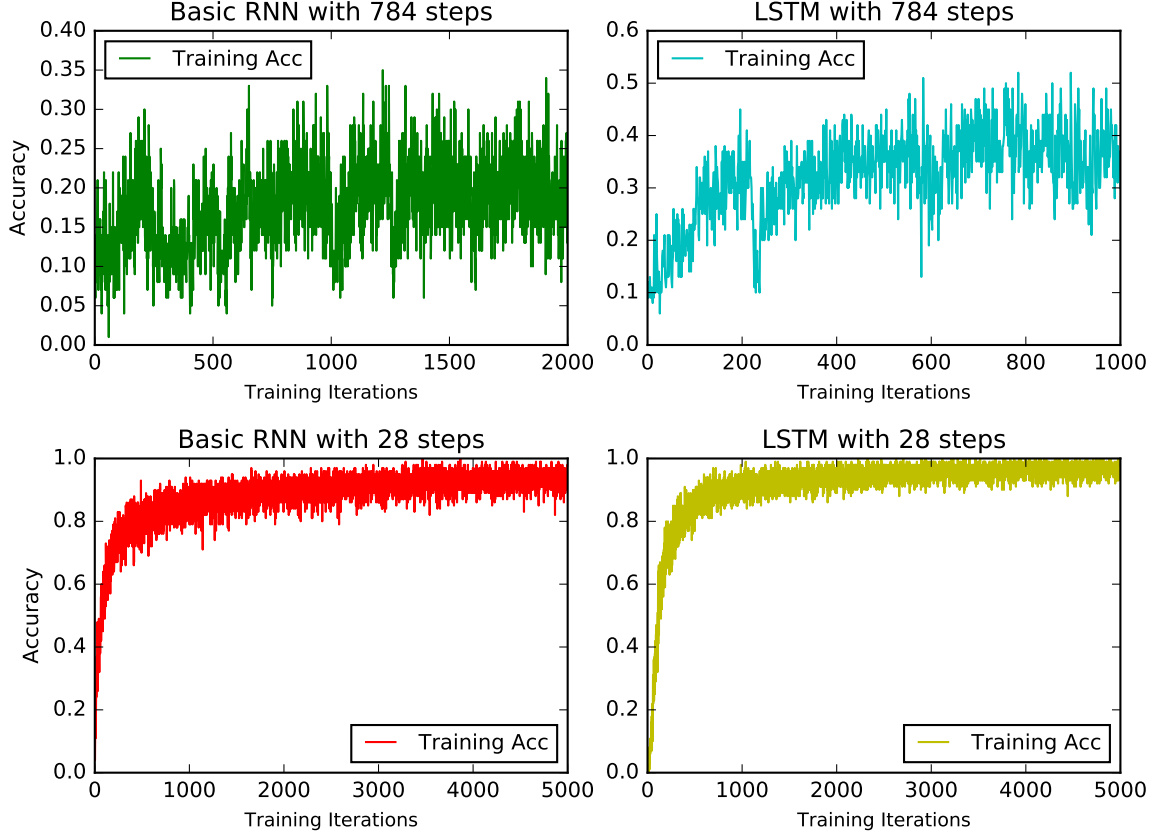 Basic RNN with 784 steps
0.40
0.35
0.30
0.25
0.20
0.15
0.10
0.05
0.00
Accuracy
Training Acc
0 500 1000 1500 2000
Training Iterations
LSTM with 784 steps
0.6
0.5
0.4
0.3
0.2
0.1
0.0
Training Acc
0 200 400 600 800 1000
Training Iterations
Basic RNN with 28 steps
1.0
0.8
0.6
0.4
0.2
0.0
Accuracy
Training Acc
0 1000 2000 3000 4000 5000
Training Iterations
LSTM with 28 steps
1.0
0.8
0.6
0.4
0.2
0.0
Training Acc
0 1000 2000 3000 4000 5000
Training Iterations